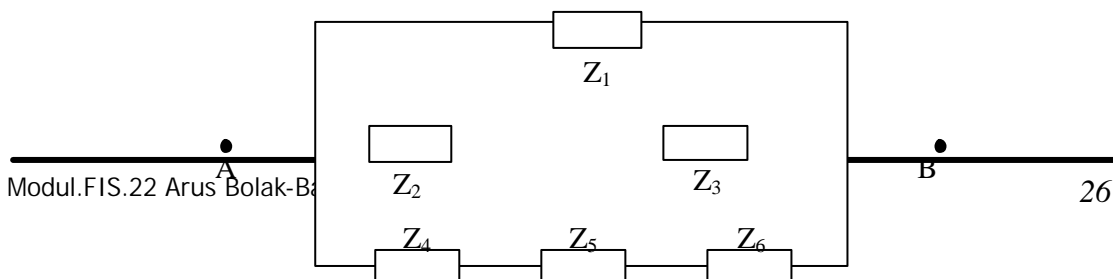 Z₁
A B
Modul.FIS.22 Arus Bolak-Ba
Z₂ Z₃
26
Z₄ Z₅ Z₆